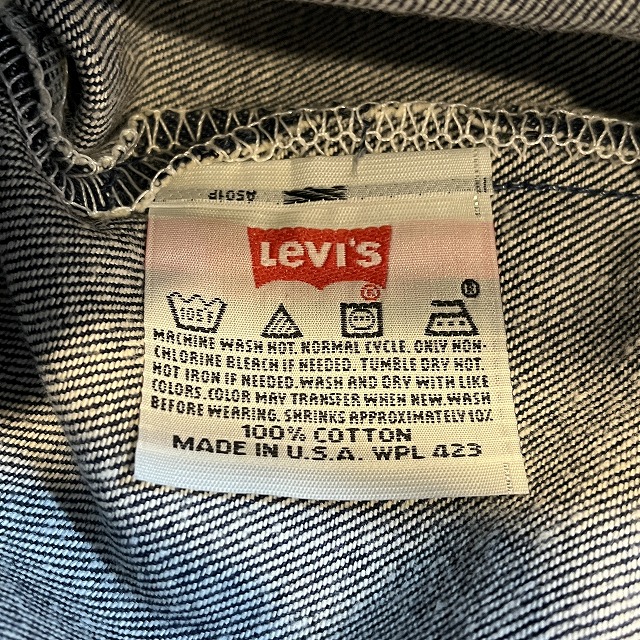 A501P
LEVI'S
®
105F
MACHINE WASH HOT. NORMAL CYCLE. ONLY NON-
CHLORINE BLEACH IF NEEDED. TUMBLE DRY HOT.
HOT IRON IF NEEDED. WASH AND DRY WITH LIKE
COLORS. COLOR MAY TRANSFER WHEN NEW. WASH
BEFORE WEARING. SHRINKS APPROXIMATELY 10%
100% COTTON
MADE IN U.S.A. WPL 423